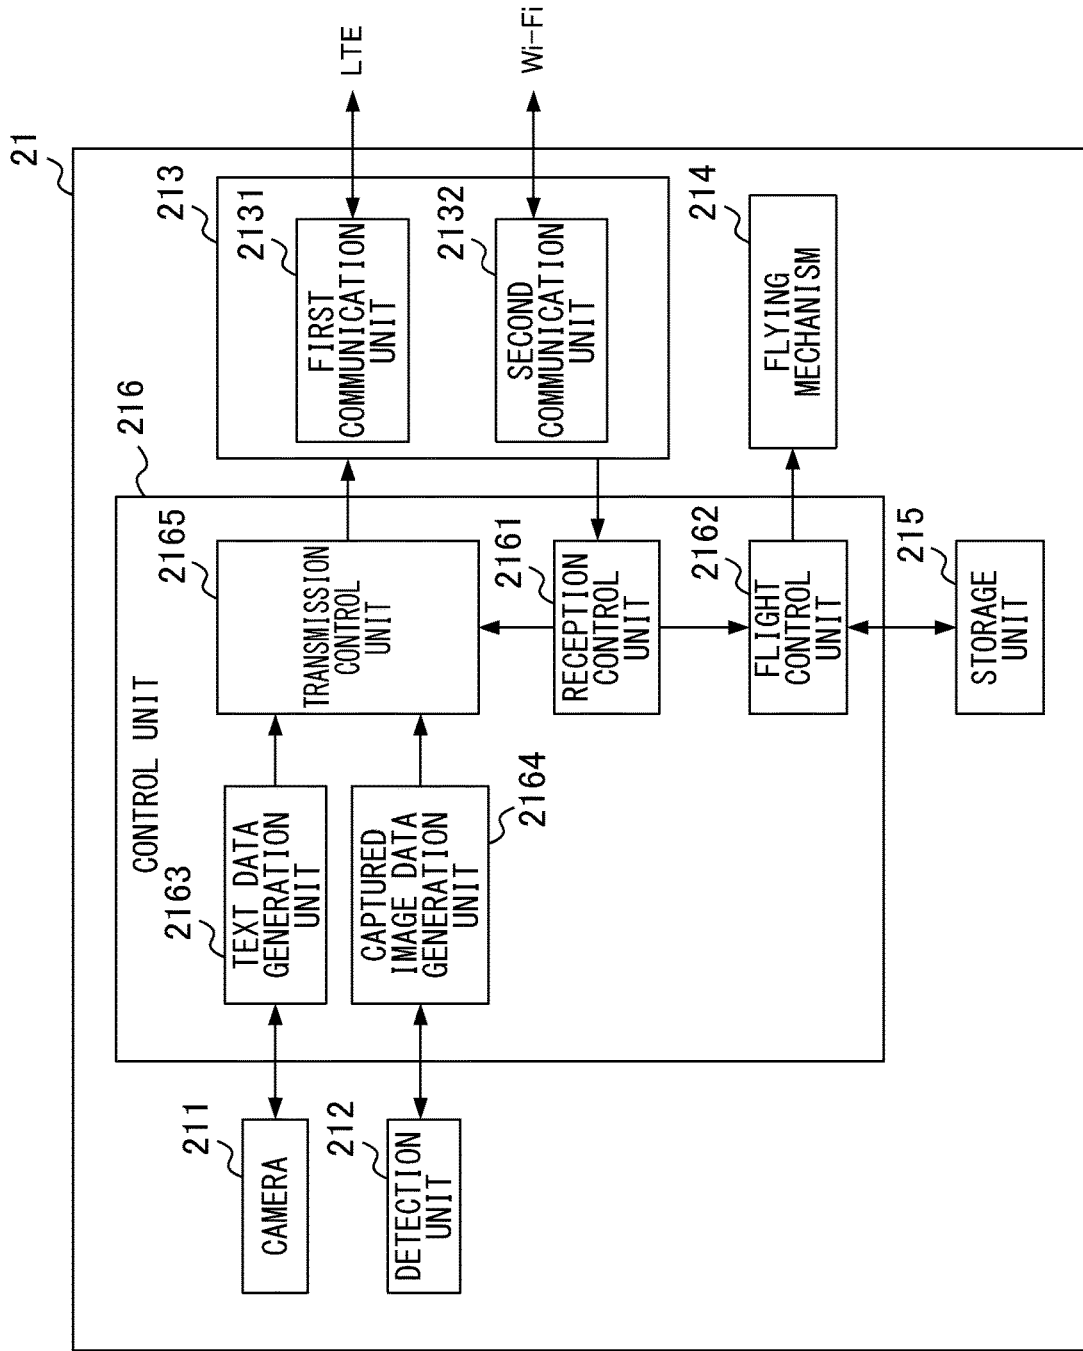 21
216
CONTROL UNIT
211
CAMERA
2163
TEXT DATA
GENERATION
UNIT
2165
TRANSMISSION
CONTROL
UNIT
213
2131
FIRST
COMMUNICATION
UNIT
LTE
212
DETECTION
UNIT
CAPTURED
IMAGE DATA
GENERATION
UNIT
2164
2161
RECEPTION
CONTROL
UNIT
2132
SECOND
COMMUNICATION
UNIT
Wi-Fi
2162
FLIGHT
CONTROL
UNIT
214
FLYING
MECHANISM
215
STORAGE
UNIT